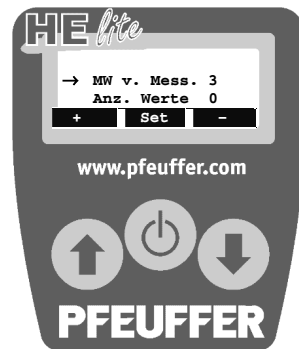 HE lite
→ MW v. Mess. 3
Anz. Werte 0
+ Set -
www.pfeuffer.com
PFEUFFER